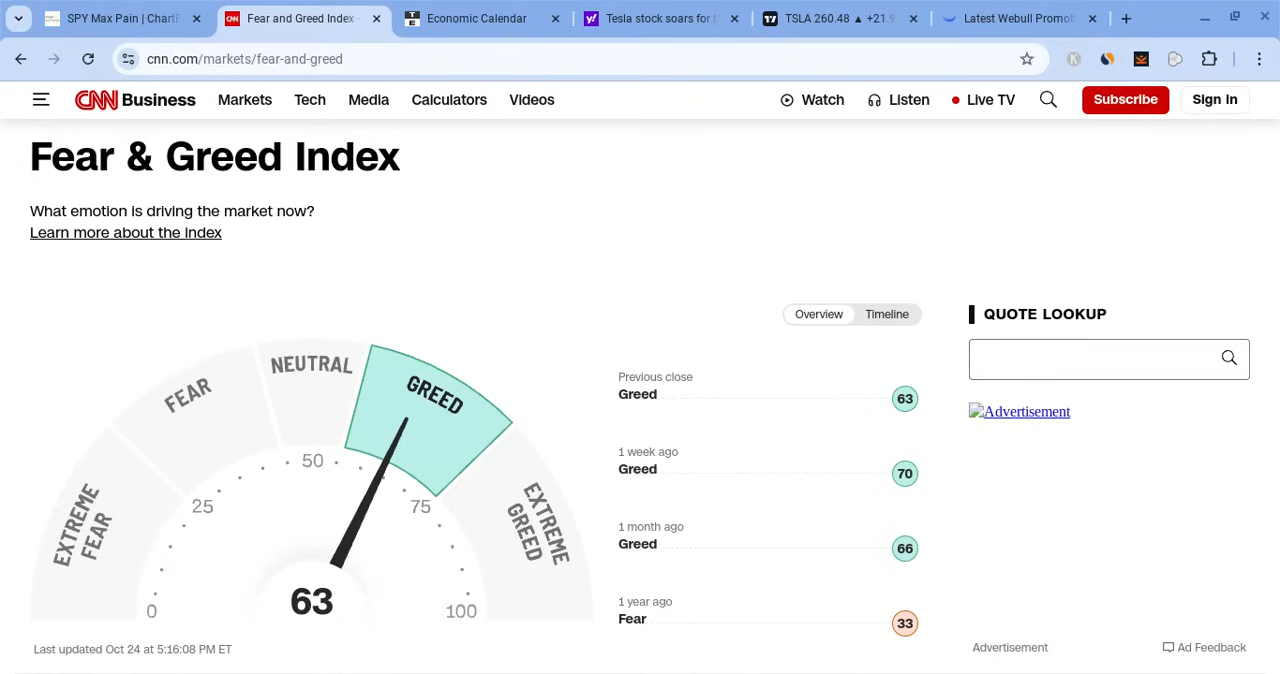 SPY Max Pain | Chart
Fear and Greed Index
Economic Calendar
Tesla stock soars for
TSLA 260.48 ▲ +21.9
Latest Webull Promot
cnn.com/markets/fear-and-greed
CNN Business
Markets
Tech
Media
Calculators
Videos
Watch
Listen
Live TV
Subscribe
Sign in
Fear & Greed Index
What emotion is driving the market now?
Learn more about the index
Overview
Timeline
QUOTE LOOKUP
EXTREME
FEAR
FEAR
NEUTRAL
GREED
EXTREME
GREED
0
25
50
75
100
63
Last updated Oct 24 at 5:16:08 PM ET
Previous close
Greed 63
1 week ago
Greed 70
1 month ago
Greed 66
1 year ago
Fear 33
Advertisement
Advertisement
Ad Feedback